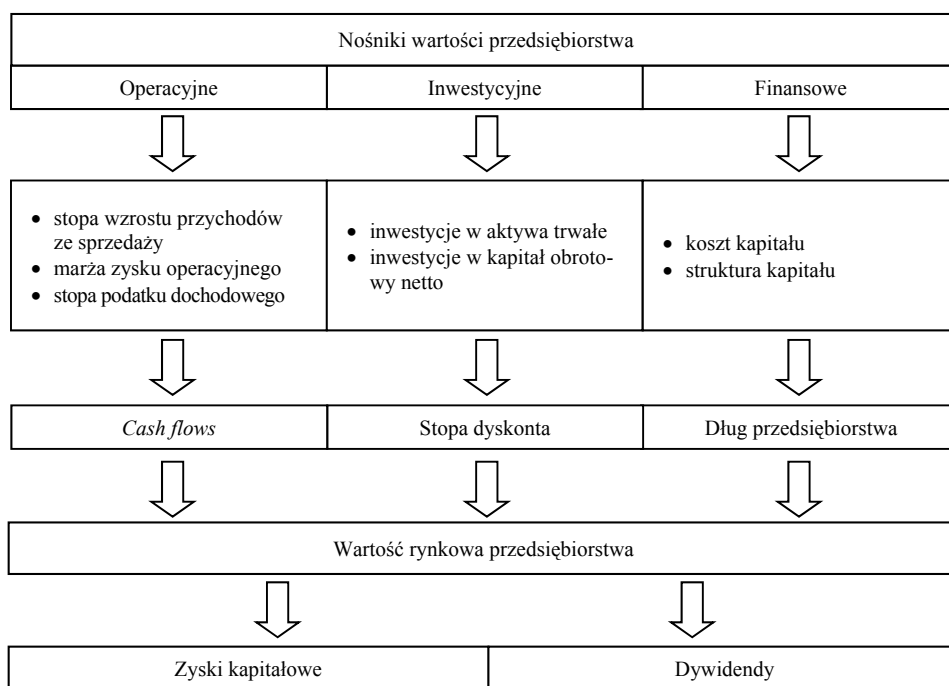 Nośniki wartości przedsiębiorstwa
Operacyjne
Inwestycyjne
Finansowe
• stopa wzrostu przychodów
ze sprzedaży
• marża zysku operacyjnego
• stopa podatku dochodowego
• inwestycje w aktywa trwałe
• inwestycje w kapitał obroto-
wy netto
• koszt kapitału
• struktura kapitału
Cash flows
Stopa dyskonta
Dług przedsiębiorstwa
Wartość rynkowa przedsiębiorstwa
Zyski kapitałowe
Dywidendy